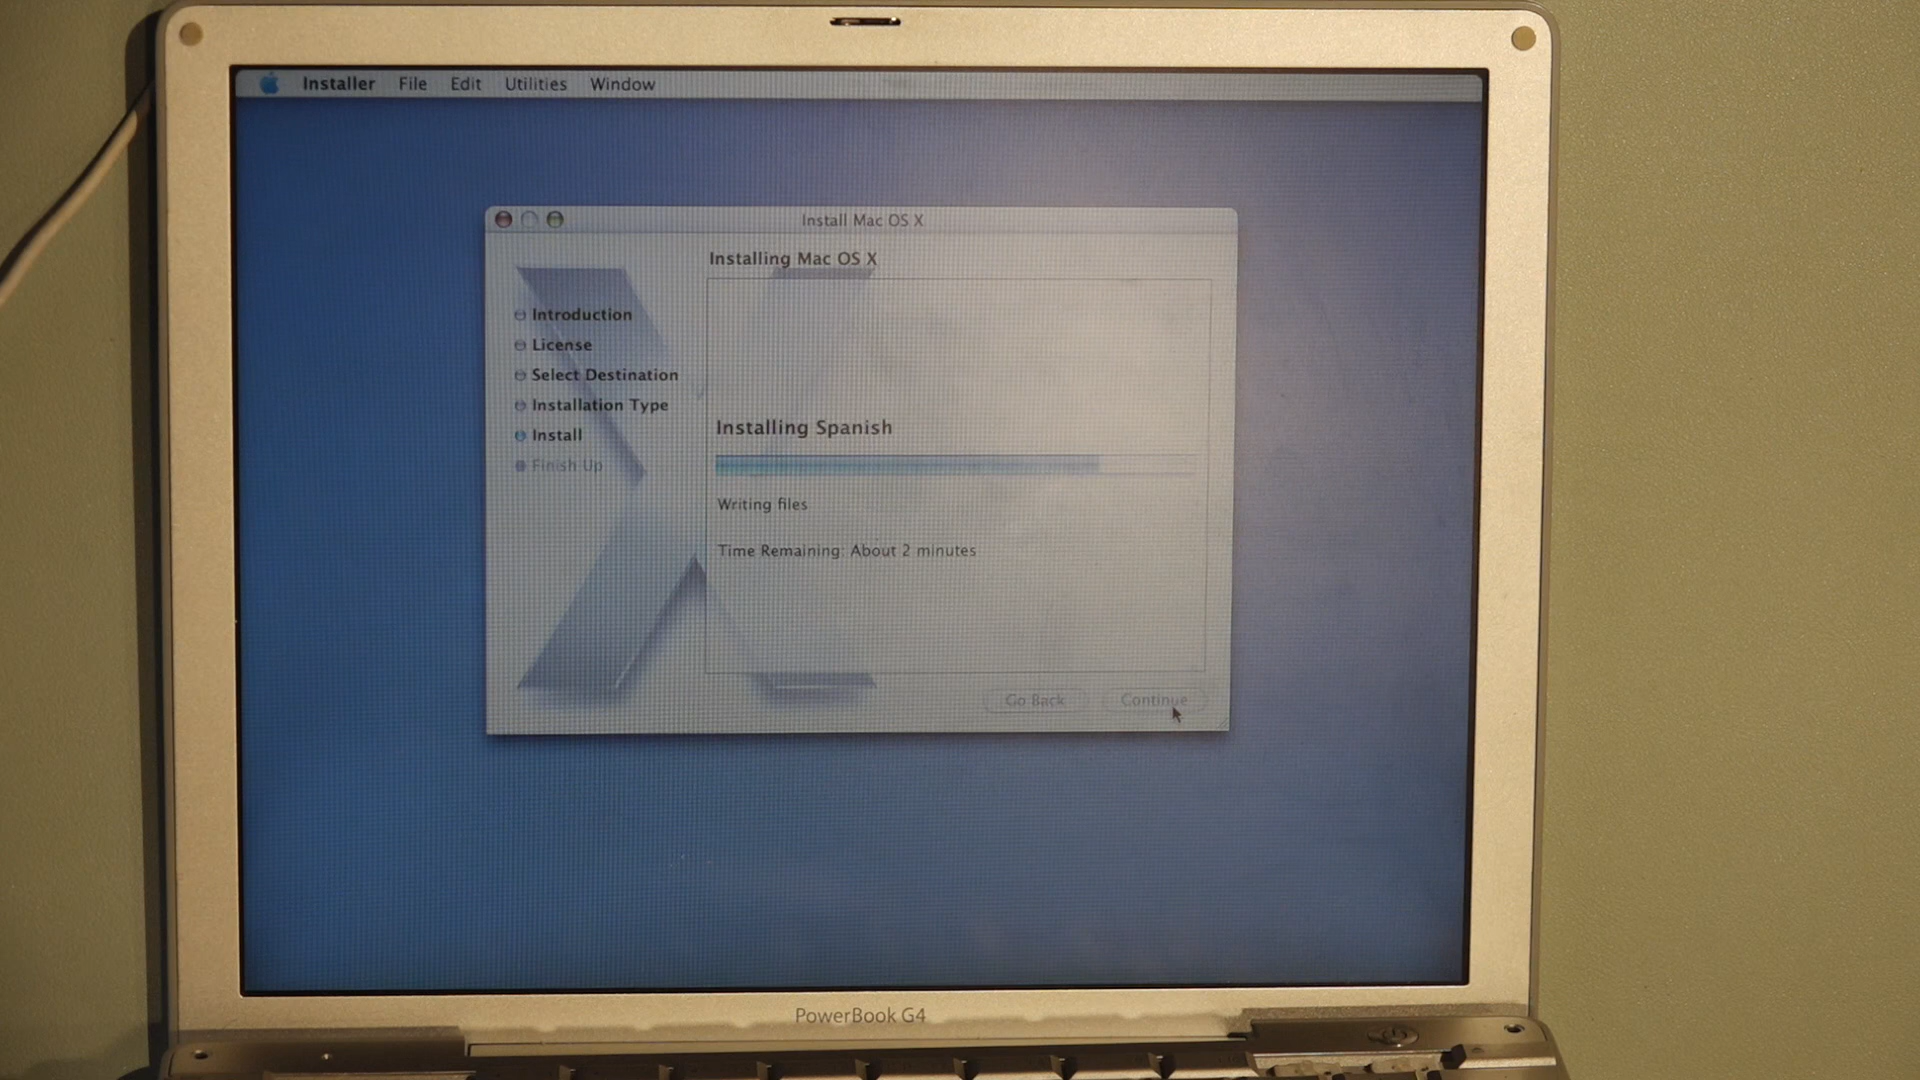 Installer File Edit Utilities Window
Install Mac OS X
Installing Mac OS X
Introduction
License
Select Destination
Installation Type
Install
Finish Up
Installing Spanish
Writing files
Time Remaining: About 2 minutes
Go Back Continue
PowerBook G4